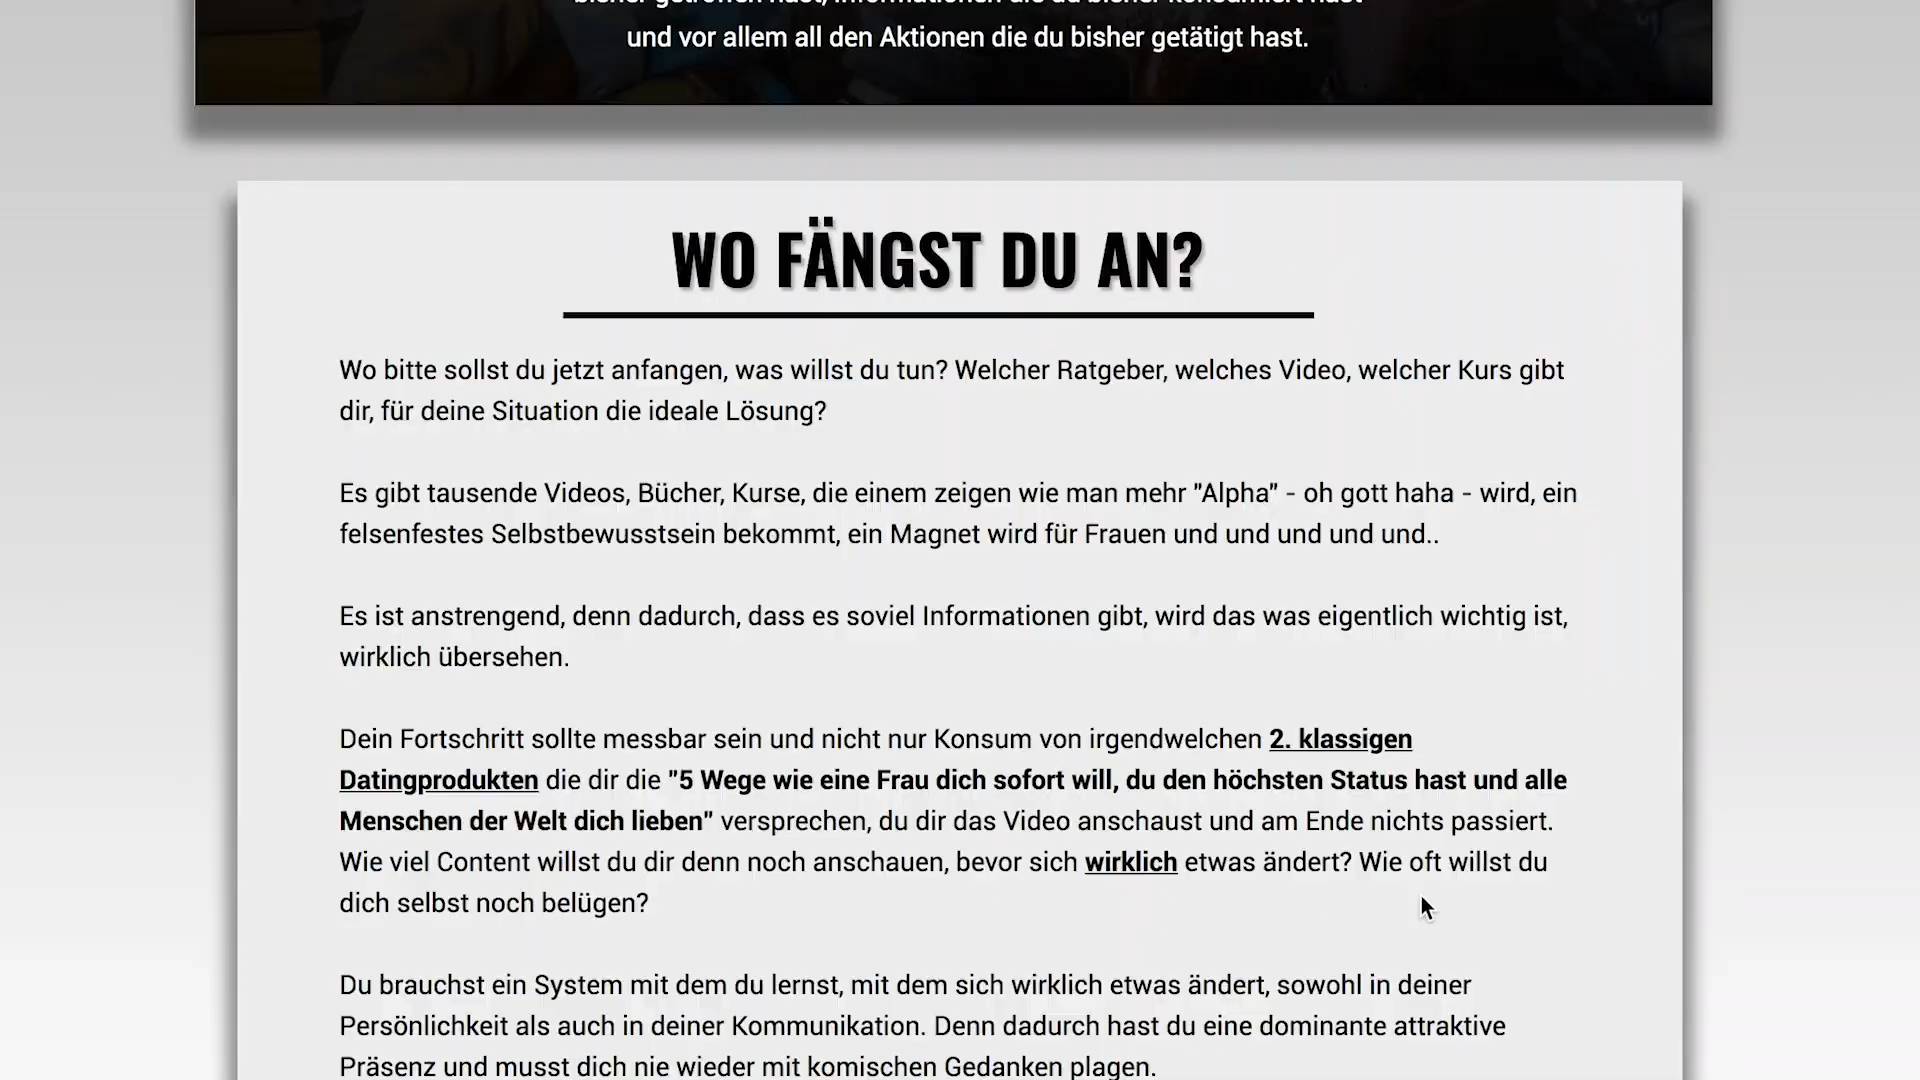 bisher getroffen hast, Informationen die du bisher konsumiert hast
und vor allem all den Aktionen die du bisher getätigt hast.
WO FÄNGST DU AN?
Wo bitte sollst du jetzt anfangen, was willst du tun? Welcher Ratgeber, welches Video, welcher Kurs gibt
dir, für deine Situation die ideale Lösung?
Es gibt tausende Videos, Bücher, Kurse, die einem zeigen wie man mehr "Alpha" - oh gott haha - wird, ein
felsenfestes Selbstbewusstsein bekommt, ein Magnet wird für Frauen und und und und und..
Es ist anstrengend, denn dadurch, dass es soviel Informationen gibt, wird das was eigentlich wichtig ist,
wirklich übersehen.
Dein Fortschritt sollte messbar sein und nicht nur Konsum von irgendwelchen 2. klassigen
Datingprodukten die dir die "5 Wege wie eine Frau dich sofort will, du den höchsten Status hast und alle
Menschen der Welt dich lieben" versprechen, du dir das Video anschaust und am Ende nichts passiert.
Wie viel Content willst du dir denn noch anschauen, bevor sich wirklich etwas ändert? Wie oft willst du
dich selbst noch belügen?
Du brauchst ein System mit dem du lernst, mit dem sich wirklich etwas ändert, sowohl in deiner
Persönlichkeit als auch in deiner Kommunikation. Denn dadurch hast du eine dominante attraktive
Präsenz und musst dich nie wieder mit komischen Gedanken plagen.